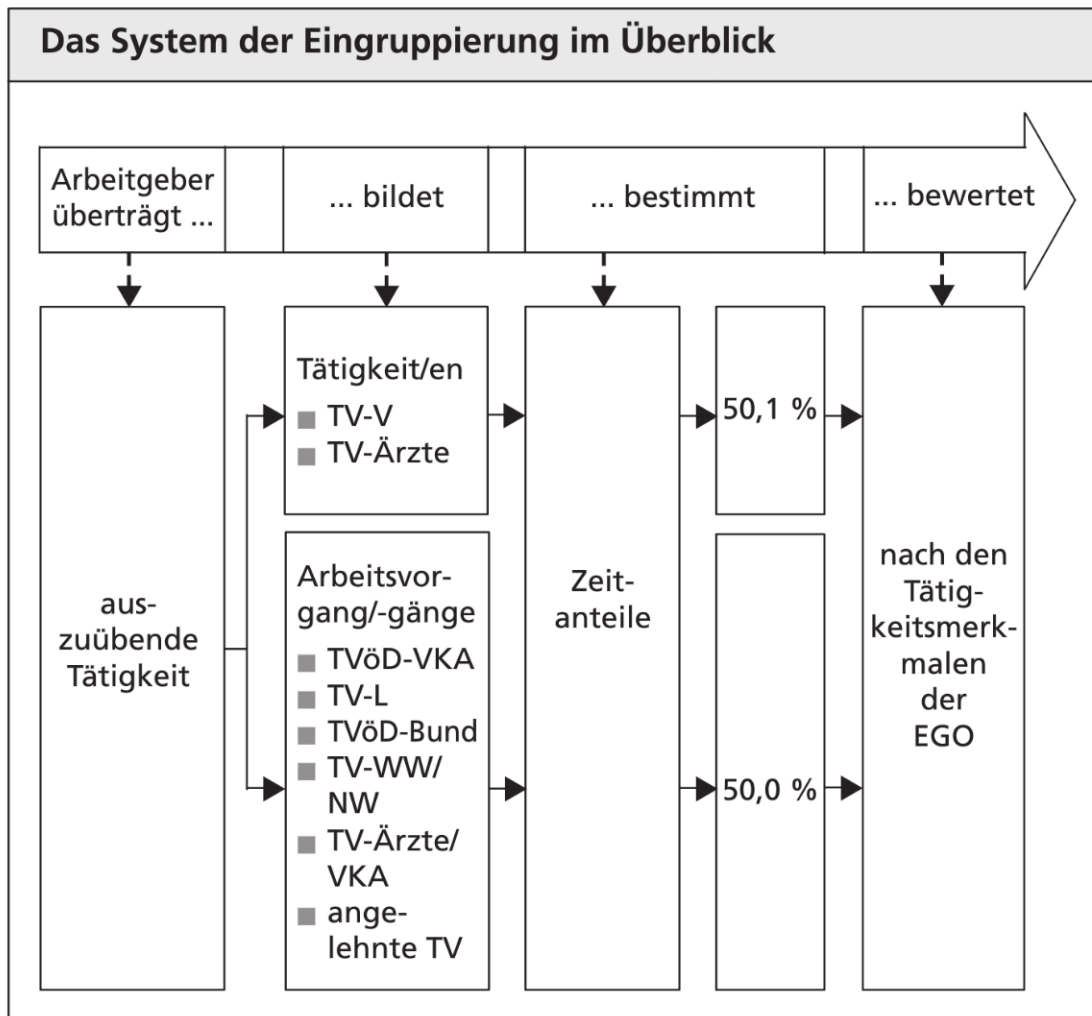 Das System der Eingruppierung im Überblick
Arbeitgeber
überträgt ...
... bildet
... bestimmt
... bewertet
aus-
zuübende
Tätigkeit
Tätigkeit/en
TV-V
TV-Ärzte
Arbeitsvor-
gang/-gänge
TVöD-VKA
TV-L
TVöD-Bund
TV-WW/
NW
TV-Ärzte/
VKA
ange-
lehnte TV
Zeit-
anteile
50,1 %
50,0 %
nach den
Tätig-
keitsmerk-
malen
der
EGO